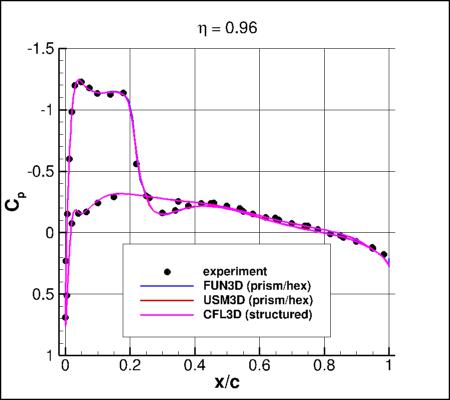 η = 0.96
-1.5
-1
-0.5
0
0.5
1
Cp
experiment
FUN3D (prism/hex)
USM3D (prism/hex)
CFL3D (structured)
0 0.2 0.4 0.6 0.8 1
x/c